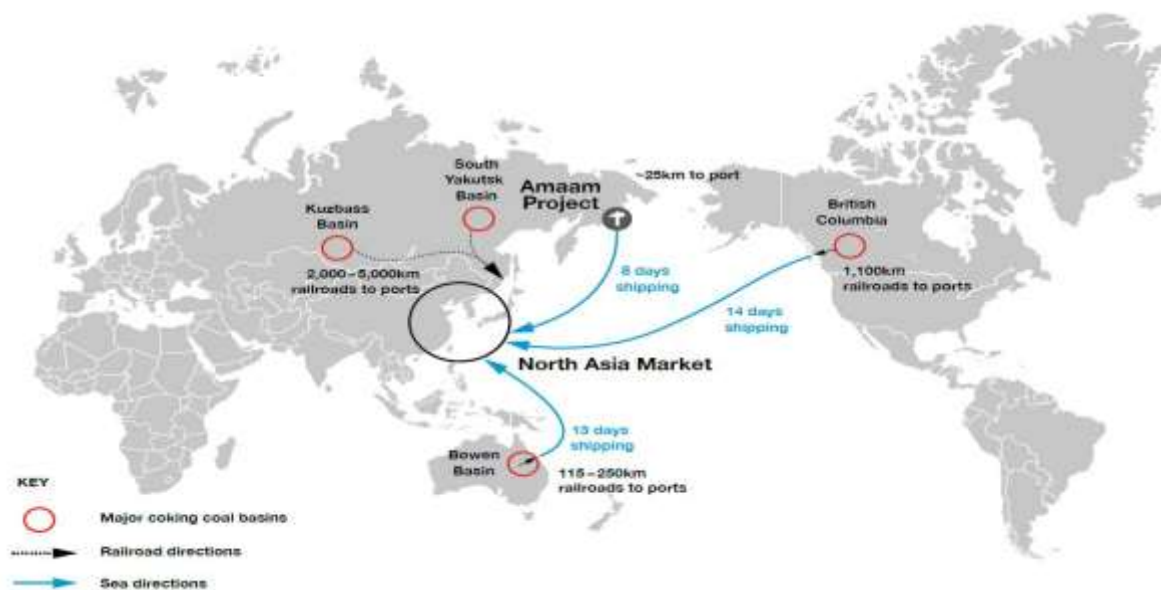 South
Yakutsk
Basin
Amaam
Project
~25km to port
Kuzbass
Basin
British
Columbia
2,000–5,000km
railroads to ports
8 days
shipping
1,100km
railroads to ports
14 days
shipping
North Asia Market
13 days
shipping
Bowen
Basin
115–250km
railroads to ports
KEY
Major coking coal basins
Railroad directions
Sea directions